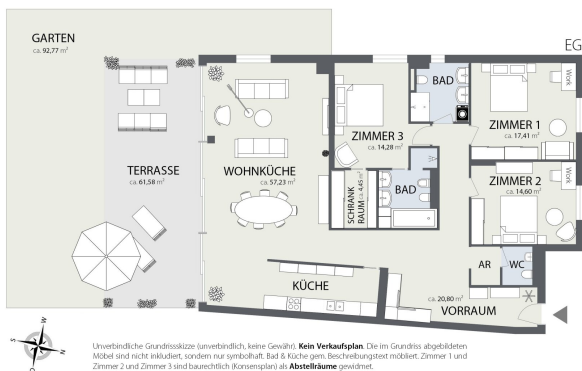 EG
GARTEN
ca. 92,77 m²
TERRASSE
ca. 61,58 m²
WOHNKÜCHE
ca. 57,23 m²
ZIMMER 3
ca. 14,28 m²
BAD
ZIMMER 1
ca. 17,41 m²
Work
SCHRANK
RAUM ca. 4,45 m²
BAD
ZIMMER 2
ca. 14,60 m²
Work
AR
WC
KÜCHE
ca. 20,80 m²
VORRAUM
W
S
N
Unverbindliche Grundrissskizze (unverbindlich, keine Gewähr). Kein Verkaufsplan. Die im Grundriss abgebildeten
Möbel sind nicht inkludiert, sondern nur symbolhaft. Bad & Küche gem. Beschreibungstext möbliert. Zimmer 1 und
Zimmer 2 und Zimmer 3 sind baurechtlich (Konsensplan) als Abstellräume gewidmet.